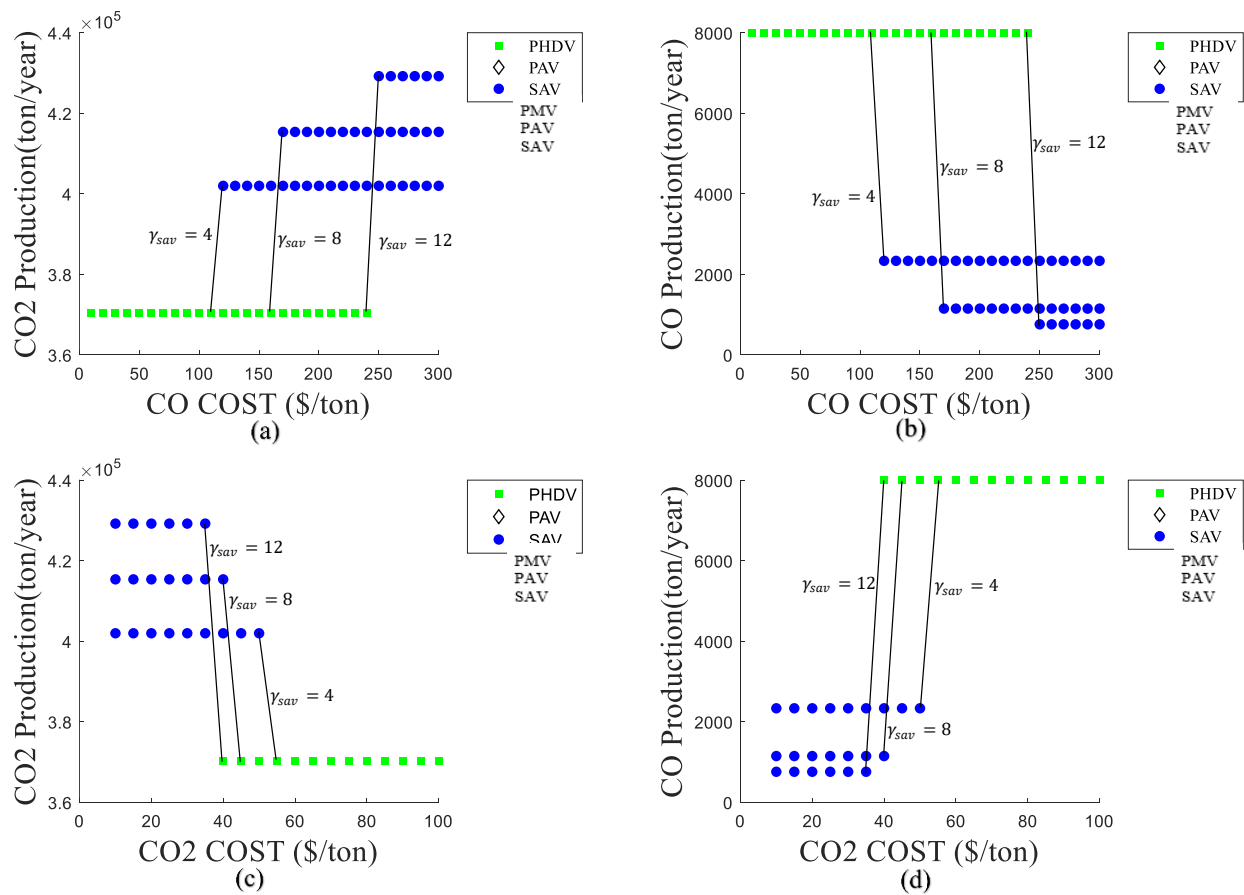 ×10⁵
4.4
4.2
4
3.8
3.6
CO2 Production(ton/year)
0 50 100 150 200 250 300
CO COST ($/ton)
(a)
γsav = 4
γsav = 8
γsav = 12
PHDV
PAV
SAV
PMV
PAV
SAV
8000
6000
4000
2000
0
CO Production(ton/year)
0 50 100 150 200 250 300
CO COST ($/ton)
(b)
γsav = 4
γsav = 8
γsav = 12
PHDV
PAV
SAV
PMV
PAV
SAV
×10⁵
4.4
4.2
4
3.8
3.6
CO2 Production(ton/year)
0 20 40 60 80 100
CO2 COST ($/ton)
(c)
γsav = 12
γsav = 8
γsav = 4
PHDV
PAV
SAV
PMV
PAV
SAV
8000
6000
4000
2000
0
CO Production(ton/year)
0 20 40 60 80 100
CO2 COST ($/ton)
(d)
γsav = 12
γsav = 4
γsav = 8
PHDV
PAV
SAV
PMV
PAV
SAV